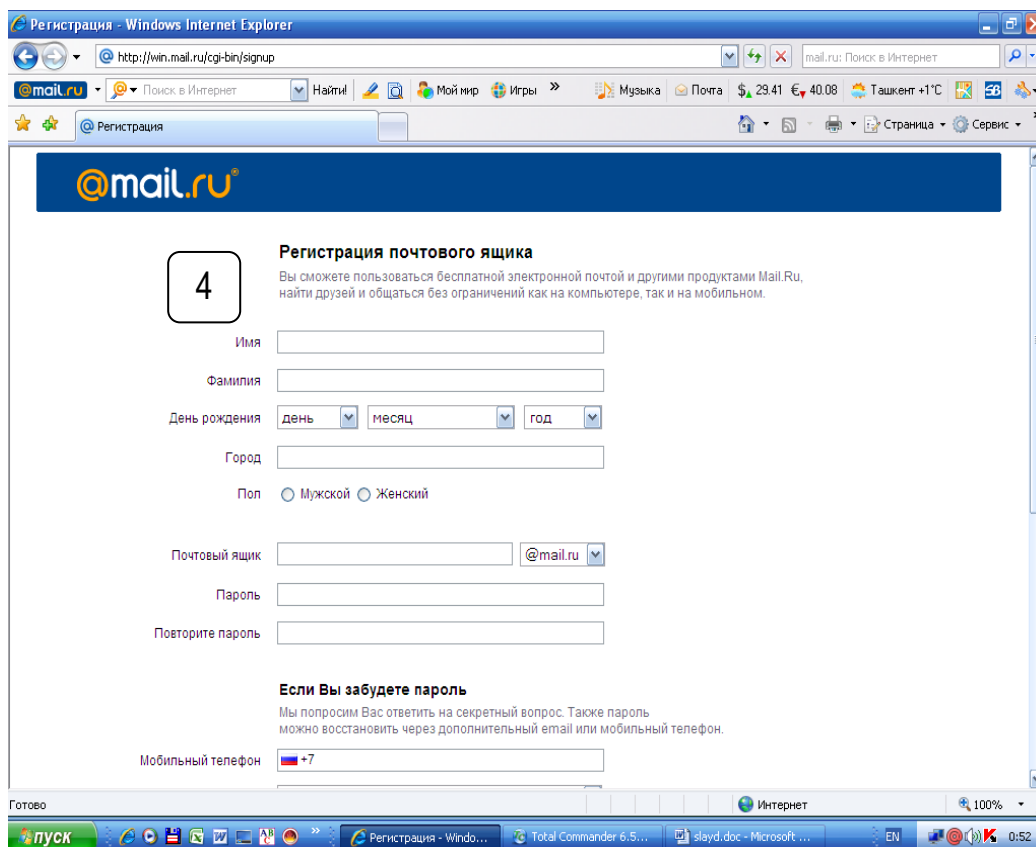 Регистрация - Windows Internet Explorer
http://win.mail.ru/cgi-bin/signup
mail.ru: Поиск в Интернет
@mail.ru Поиск в Интернет Найти! Мой мир Игры » Музыка Почта $ 29.41 € 40.08 Ташкент +1°C
Регистрация Страница Сервис
@mail.ru®
4
Регистрация почтового ящика
Вы сможете пользоваться бесплатной электронной почтой и другими продуктами Mail.Ru,
найти друзей и общаться без ограничений как на компьютере, так и на мобильном.
Имя
Фамилия
День рождения день месяц год
Город
Пол Мужской Женский
Почтовый ящик @mail.ru
Пароль
Повторите пароль
Если Вы забудете пароль
Мы попросим Вас ответить на секретный вопрос. Также пароль
можно восстановить через дополнительный email или мобильный телефон.
Мобильный телефон +7
Готово Интернет 100%
пуск » Регистрация - Windo... Total Commander 6.5... slayd.doc - Microsoft ... EN 0:52